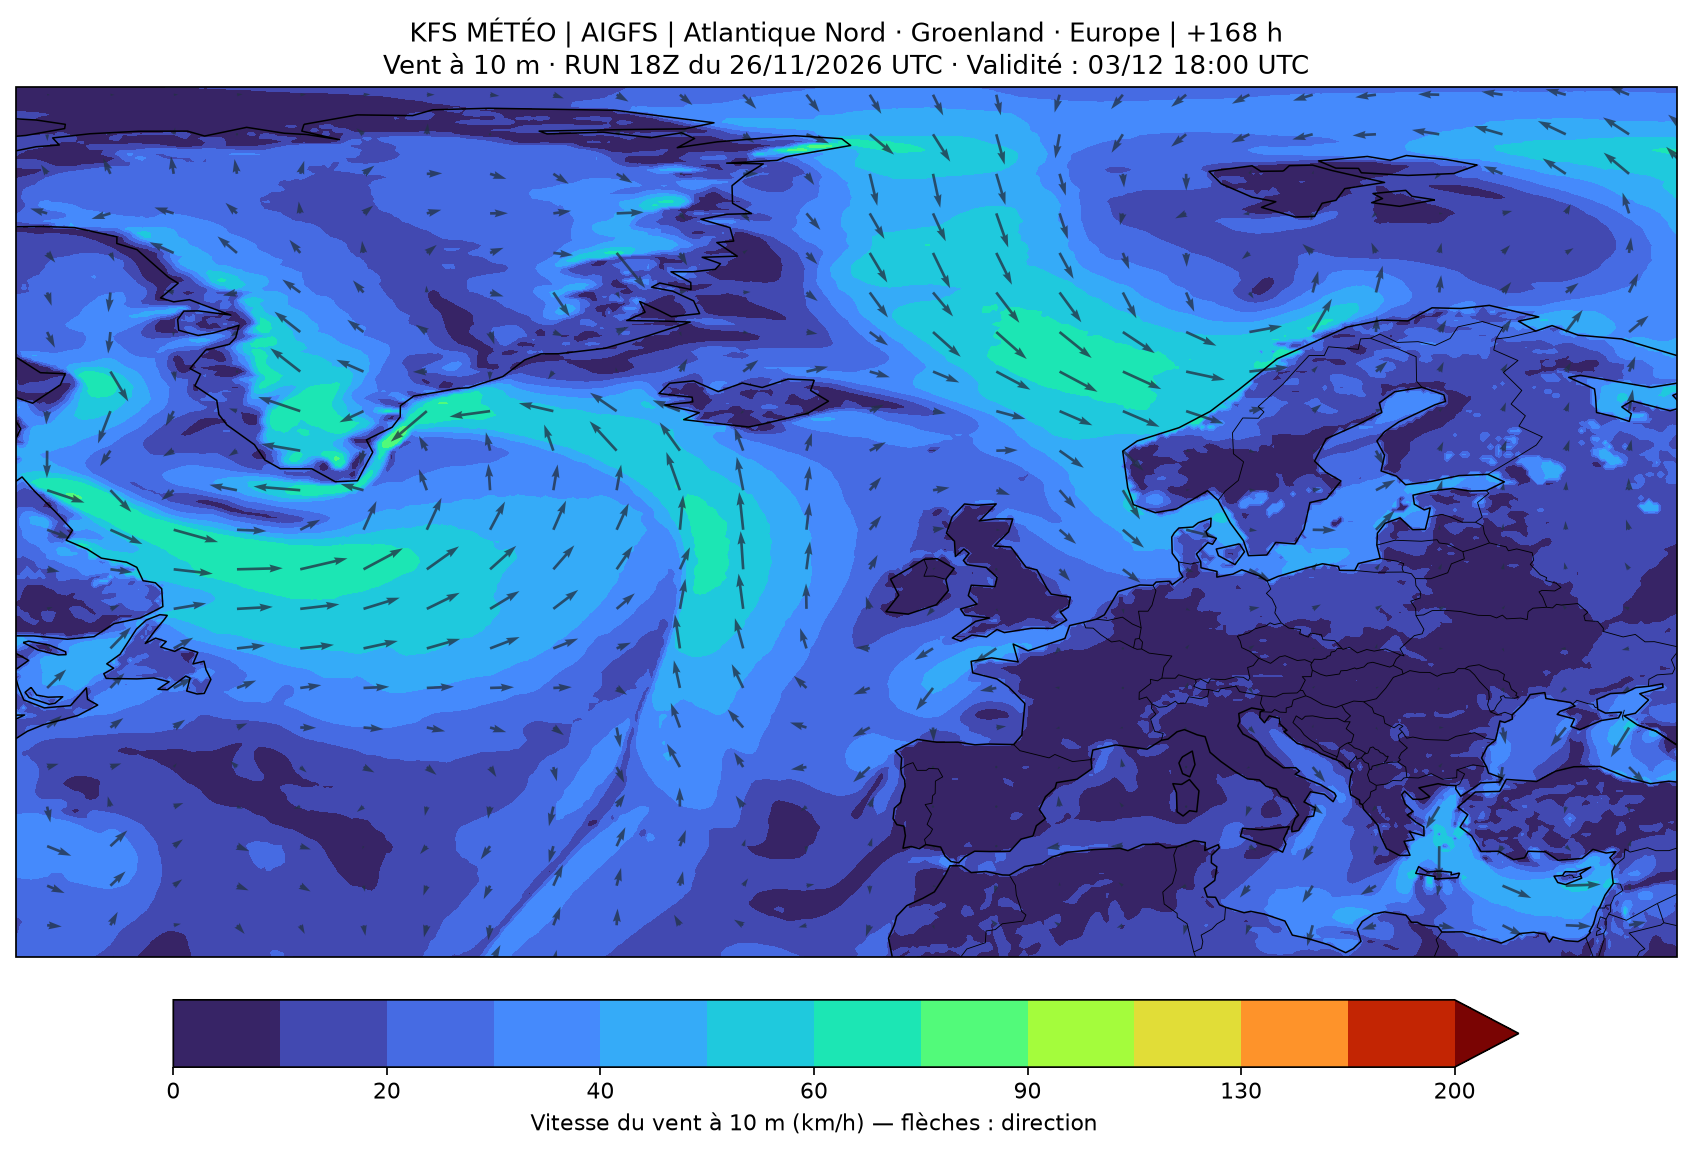 KFS MÉTÉO | AIGFS | Atlantique Nord · Groenland · Europe | +168 h
Vent à 10 m · RUN 18Z du 26/11/2026 UTC · Validité : 03/12 18:00 UTC
0 20 40 60 90 130 200
Vitesse du vent à 10 m (km/h) — flèches : direction